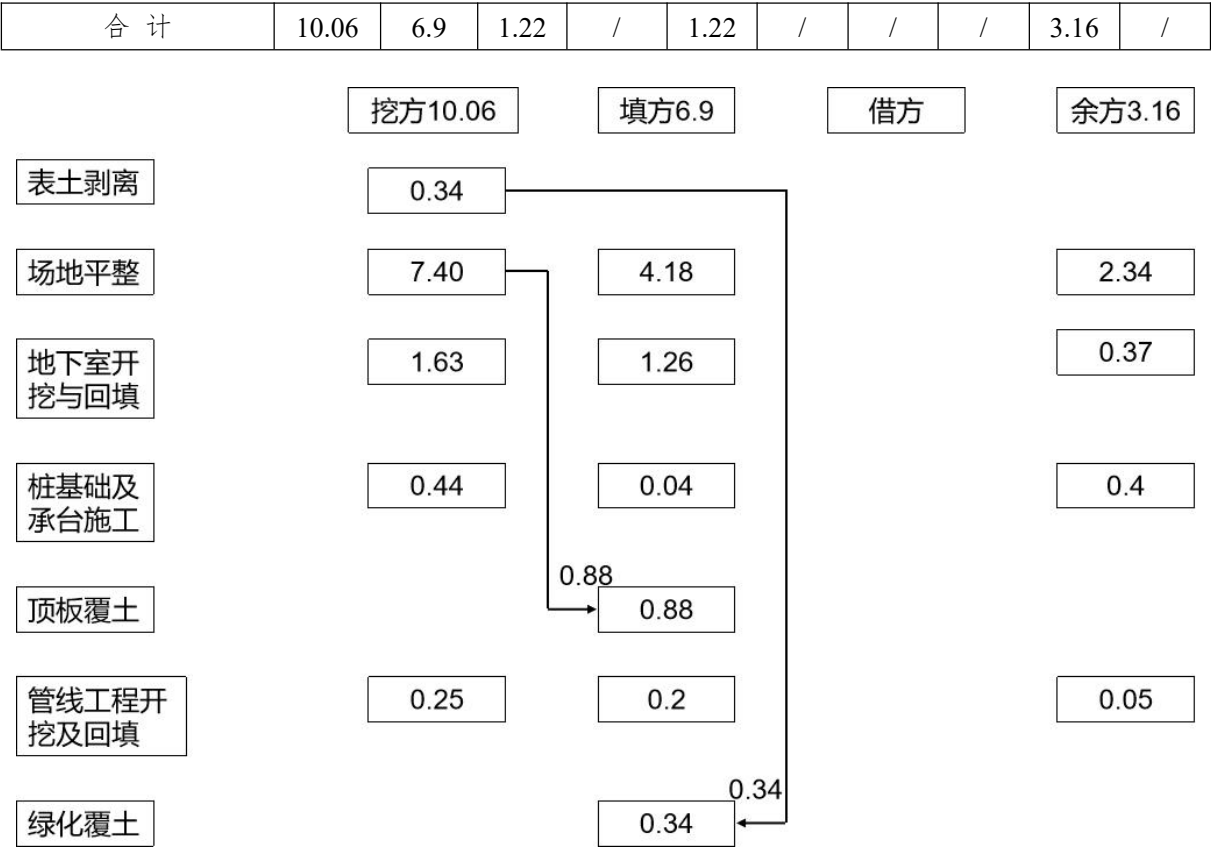 合 计 10.06 6.9 1.22 / 1.22 / / / 3.16 /
挖方10.06 填方6.9 借方 余方3.16
表土剥离 0.34
场地平整 7.40 4.18 2.34
地下室开 1.63 1.26 0.37
挖与回填
桩基础及 0.44 0.04 0.4
承台施工
0.88
顶板覆土 0.88
管线工程开 0.25 0.2 0.05
挖及回填
0.34
绿化覆土 0.34